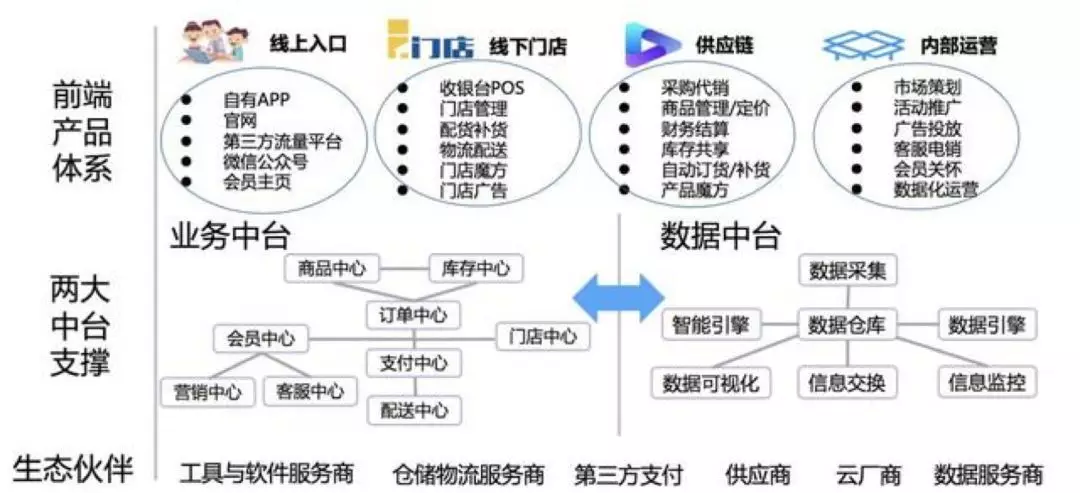 线上入口
门店 线下门店
供应链
内部运营
前端
产品
体系
自有APP
官网
第三方流量平台
微信公众号
会员主页
收银台POS
门店管理
配货补货
物流配送
门店魔方
门店广告
采购代销
商品管理/定价
财务结算
库存共享
自动订货/补货
产品魔方
市场策划
活动推广
广告投放
客服电销
会员关怀
数据化运营
两大
中台
支撑
业务中台
商品中心
库存中心
订单中心
会员中心
门店中心
支付中心
营销中心
客服中心
配送中心
数据中台
数据采集
智能引擎
数据仓库
数据引擎
数据可视化
信息交换
信息监控
生态伙伴
工具与软件服务商
仓储物流服务商
第三方支付
供应商
云厂商
数据服务商